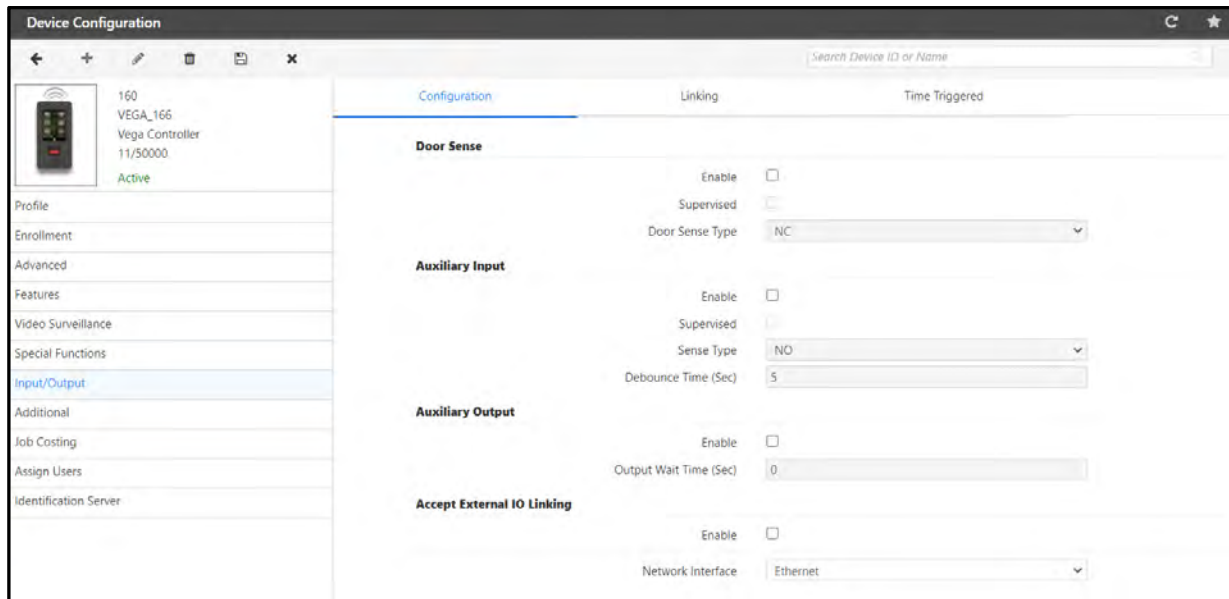 Device Configuration
Search Device ID or Name
160
VEGA_166
Vega Controller
11/50000
Active
Profile
Enrollment
Advanced
Features
Video Surveillance
Special Functions
Input/Output
Additional
Job Costing
Assign Users
Identification Server
Configuration Linking Time Triggered
Door Sense
Enable
Supervised
Door Sense Type NC
Auxiliary Input
Enable
Supervised
Sense Type NO
Debounce Time (Sec) 5
Auxiliary Output
Enable
Output Wait Time (Sec) 0
Accept External IO Linking
Enable
Network Interface Ethernet